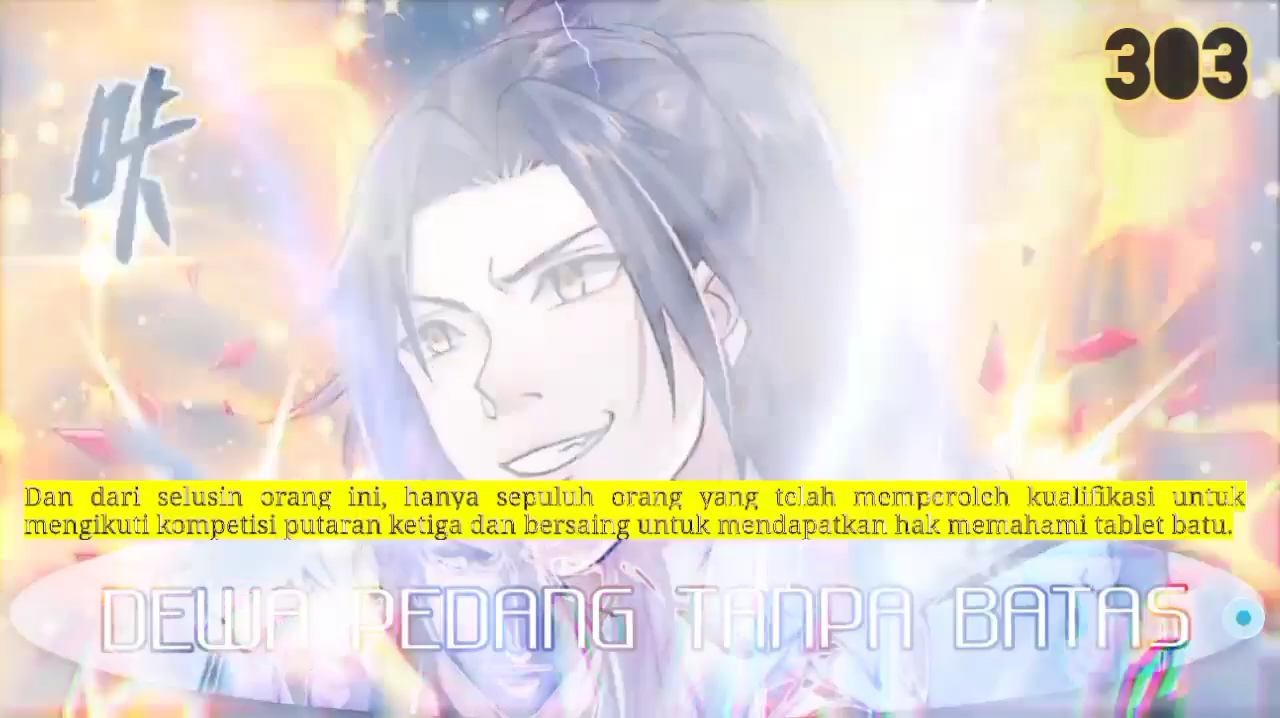 303
咔
Dan dari selusin orang ini, hanya sepuluh orang yang telah memperoleh kualifikasi untuk
mengikuti kompetisi putaran ketiga dan bersaing untuk mendapatkan hak memahami tablet batu.
DEWA PEDANG TANPA BATAS